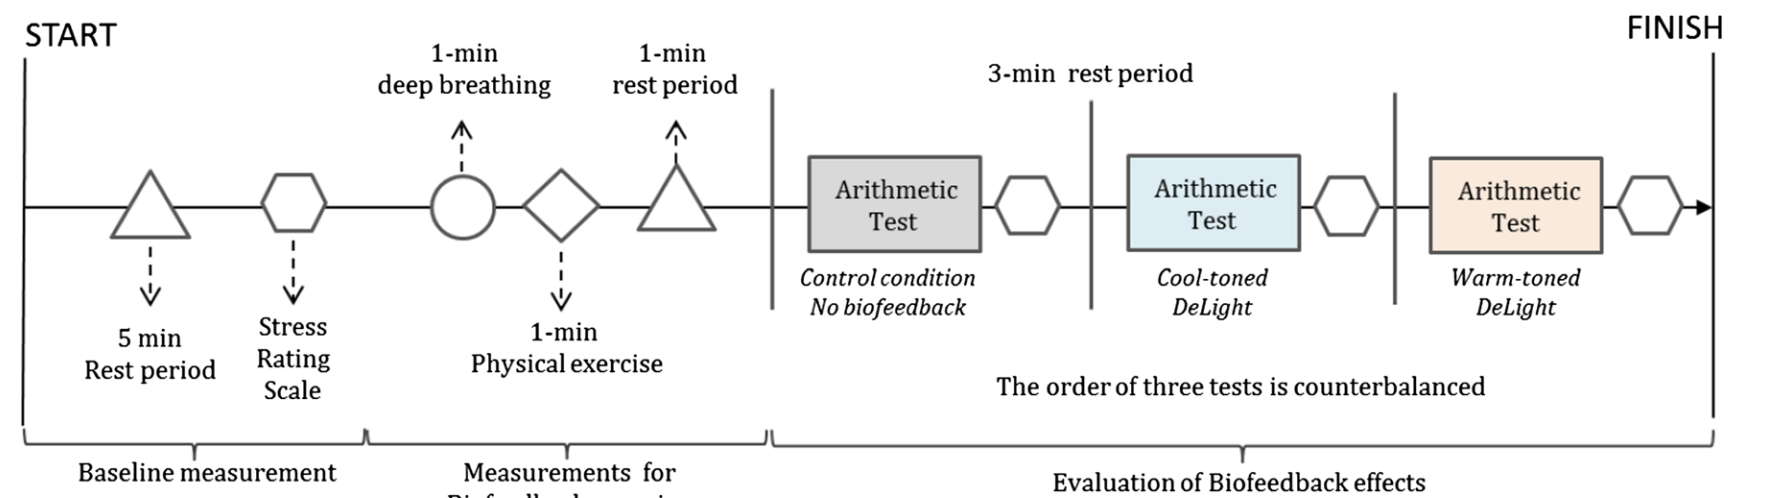 START
FINISH
1-min
deep breathing
1-min
rest period
3-min rest period
Arithmetic
Test
Arithmetic
Test
Arithmetic
Test
Control condition
No biofeedback
Cool-toned
DeLight
Warm-toned
DeLight
5 min
Rest period
Stress
Rating
Scale
1-min
Physical exercise
The order of three tests is counterbalanced
Baseline measurement
Measurements for
Evaluation of Biofeedback effects